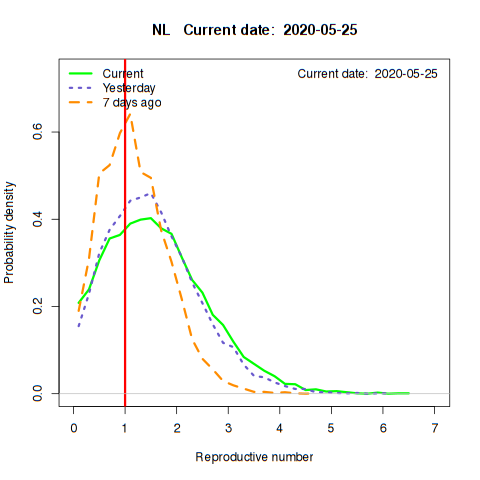 NL   Current date:  2020-05-25
Current
Yesterday
7 days ago
Current date:  2020-05-25
Probability density
0.6
0.4
0.2
0.0
0 1 2 3 4 5 6 7
Reproductive number